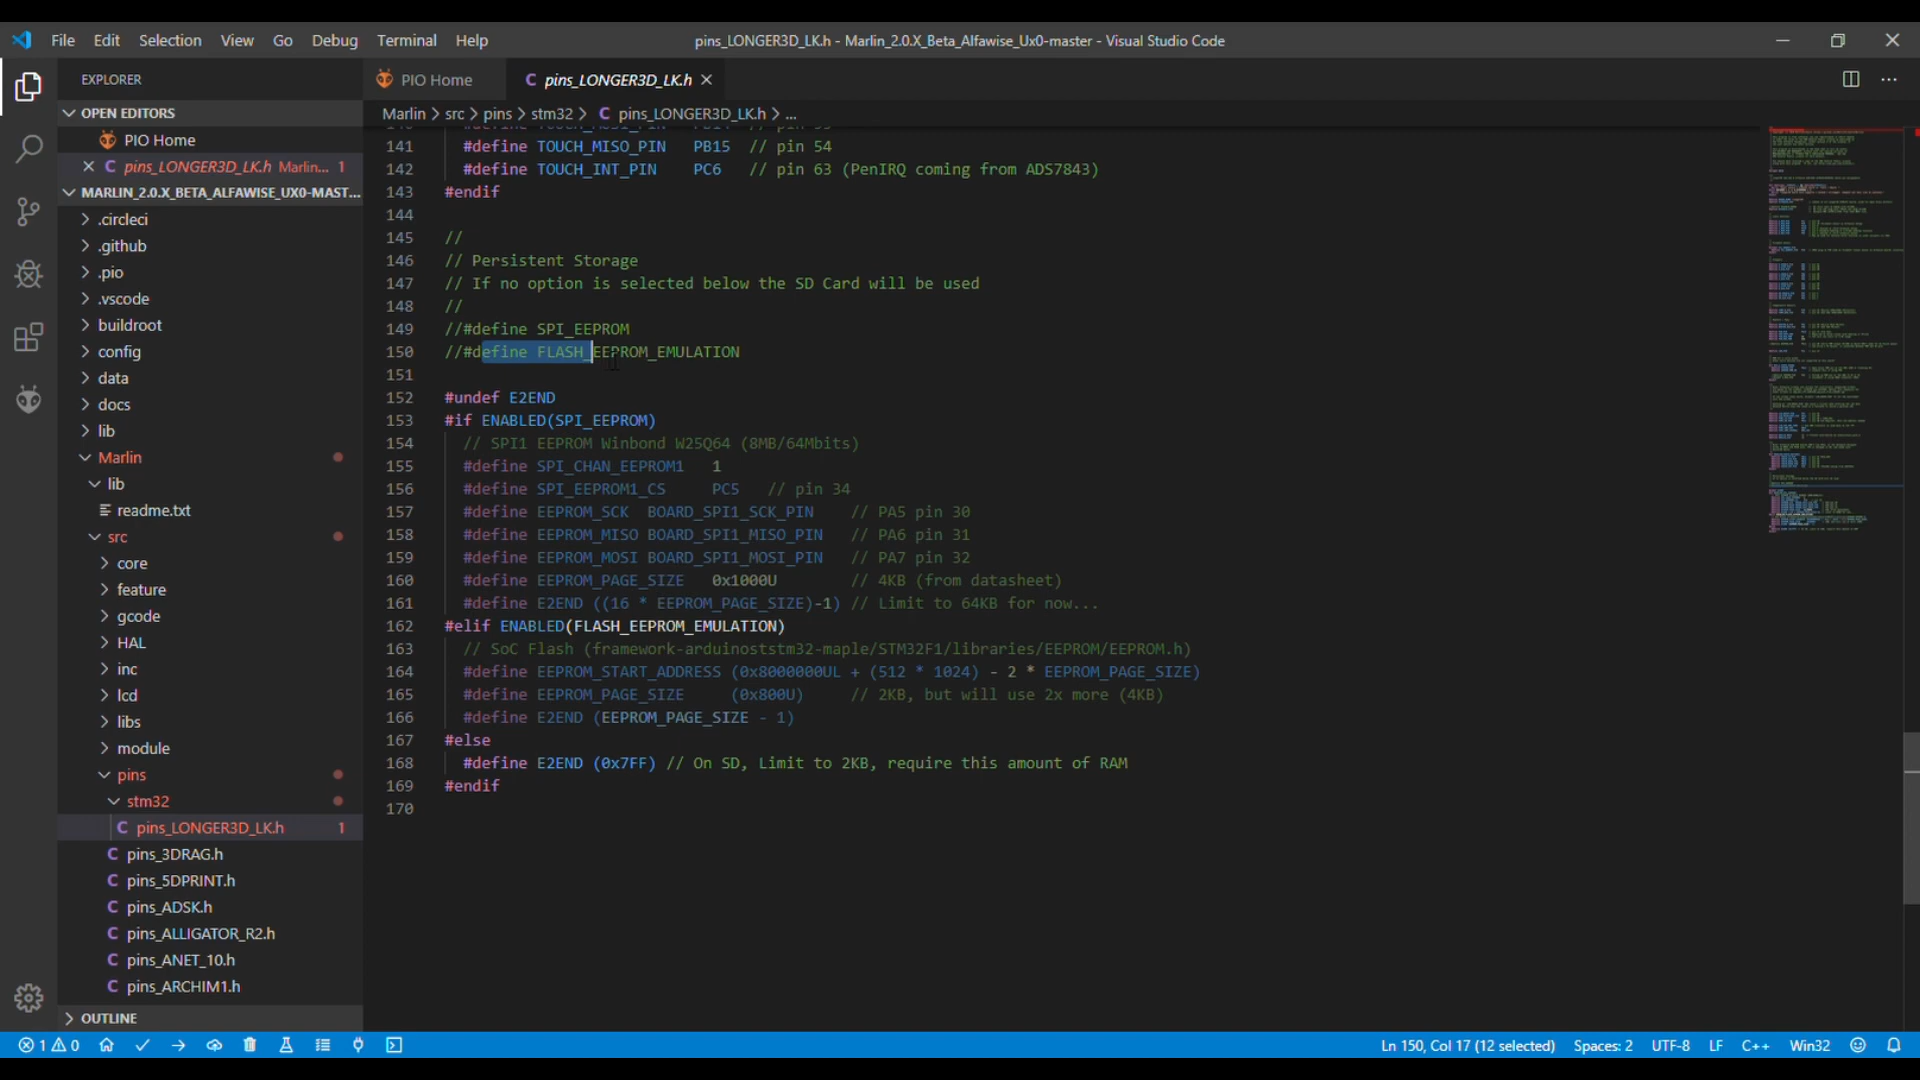 File Edit Selection View Go Debug Terminal Help
pins_LONGER3D_LK.h - Marlin_2.0.X_Beta_Alfawise_Ux0-master - Visual Studio Code
EXPLORER
OPEN EDITORS
PIO Home
pins_LONGER3D_LK.h Marlin... 1
MARLIN_2.0.X_BETA_ALFAWISE_UX0-MAST...
.circleci
.github
.pio
.vscode
buildroot
config
data
docs
lib
Marlin
lib
readme.txt
src
core
feature
gcode
HAL
inc
lcd
libs
module
pins
stm32
pins_LONGER3D_LK.h 1
pins_3DRAG.h
pins_5DPRINT.h
pins_ADSK.h
pins_ALLIGATOR_R2.h
pins_ANET_10.h
pins_ARCHIM1.h
OUTLINE
PIO Home
C pins_LONGER3D_LK.h
Marlin > src > pins > stm32 > C pins_LONGER3D_LK.h > ...
141 #define TOUCH_MISO_PIN PB15 // pin 54
142 #define TOUCH_INT_PIN PC6 // pin 63 (PenIRQ coming from ADS7843)
143 #endif
144
145 //
146 // Persistent Storage
147 // If no option is selected below the SD Card will be used
148 //
149 //#define SPI_EEPROM
150 //#define FLASH_EEPROM_EMULATION
151
152 #undef E2END
153 #if ENABLED(SPI_EEPROM)
154 // SPI1 EEPROM Winbond W25Q64 (8MB/64Mbits)
155 #define SPI_CHAN_EEPROM1 1
156 #define SPI_EEPROM1_CS PC5 // pin 34
157 #define EEPROM_SCK BOARD_SPI1_SCK_PIN // PA5 pin 30
158 #define EEPROM_MISO BOARD_SPI1_MISO_PIN // PA6 pin 31
159 #define EEPROM_MOSI BOARD_SPI1_MOSI_PIN // PA7 pin 32
160 #define EEPROM_PAGE_SIZE 0x1000U // 4KB (from datasheet)
161 #define E2END ((16 * EEPROM_PAGE_SIZE)-1) // Limit to 64KB for now...
162 #elif ENABLED(FLASH_EEPROM_EMULATION)
163 // SoC Flash (framework-arduinoststm32-maple/STM32F1/libraries/EEPROM/EEPROM.h)
164 #define EEPROM_START_ADDRESS (0x8000000UL + (512 * 1024) - 2 * EEPROM_PAGE_SIZE)
165 #define EEPROM_PAGE_SIZE (0x800U) // 2KB, but will use 2x more (4KB)
166 #define E2END (EEPROM_PAGE_SIZE - 1)
167 #else
168 #define E2END (0x7FF) // On SD, Limit to 2KB, require this amount of RAM
169 #endif
170
1 0
Ln 150, Col 17 (12 selected) Spaces: 2 UTF-8 LF C++ Win32